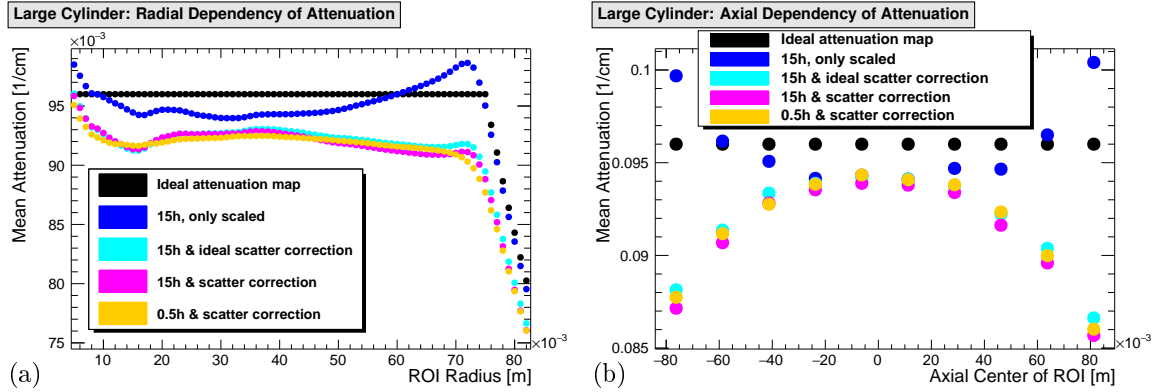 Large Cylinder: Radial Dependency of Attenuation
×10⁻³
Mean Attenuation [1/cm]
95
90
85
80
75
Ideal attenuation map
15h, only scaled
15h & ideal scatter correction
15h & scatter correction
0.5h & scatter correction
10 20 30 40 50 60 70 80
×10⁻³
ROI Radius [m]
(a)
Large Cylinder: Axial Dependency of Attenuation
Mean Attenuation [1/cm]
0.1
0.095
0.09
0.085
Ideal attenuation map
15h, only scaled
15h & ideal scatter correction
15h & scatter correction
0.5h & scatter correction
−80 −60 −40 −20 0 20 40 60 80
×10⁻³
Axial Center of ROI [m]
(b)